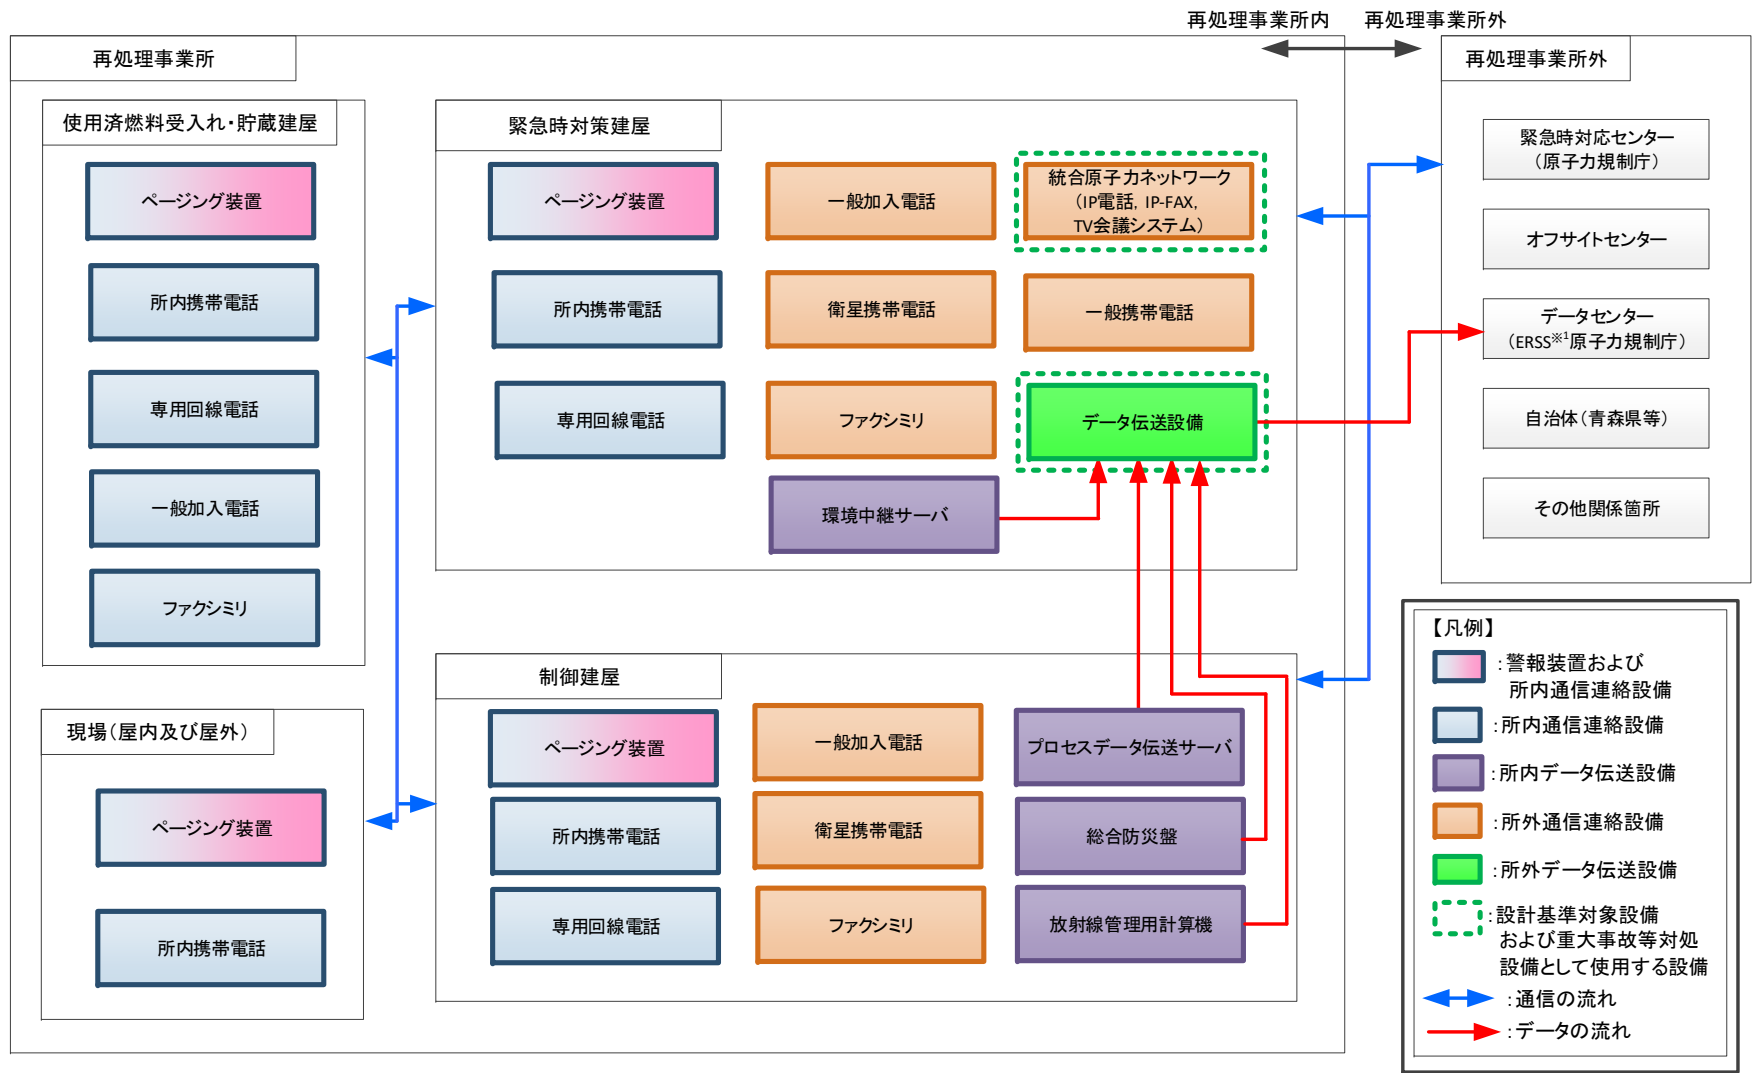 再処理事業所内
再処理事業所外
再処理事業所
使用済燃料受入れ・貯蔵建屋
ページング装置
所内携帯電話
専用回線電話
一般加入電話
ファクシミリ
現場(屋内及び屋外)
ページング装置
所内携帯電話
緊急時対策建屋
ページング装置
一般加入電話
統合原子力ネットワーク
(IP電話, IP-FAX,
TV会議システム)
所内携帯電話
衛星携帯電話
一般携帯電話
専用回線電話
ファクシミリ
データ伝送設備
環境中継サーバ
制御建屋
ページング装置
一般加入電話
プロセスデータ伝送サーバ
所内携帯電話
衛星携帯電話
総合防災盤
専用回線電話
ファクシミリ
放射線管理用計算機
再処理事業所外
緊急時対応センター
(原子力規制庁)
オフサイトセンター
データセンター
(ERSS※1原子力規制庁)
自治体(青森県等)
その他関係箇所
【凡例】
:警報装置および
所内通信連絡設備
:所内通信連絡設備
:所内データ伝送設備
:所外通信連絡設備
:所外データ伝送設備
:設計基準対象設備
および重大事故等対処
設備として使用する設備
:通信の流れ
:データの流れ